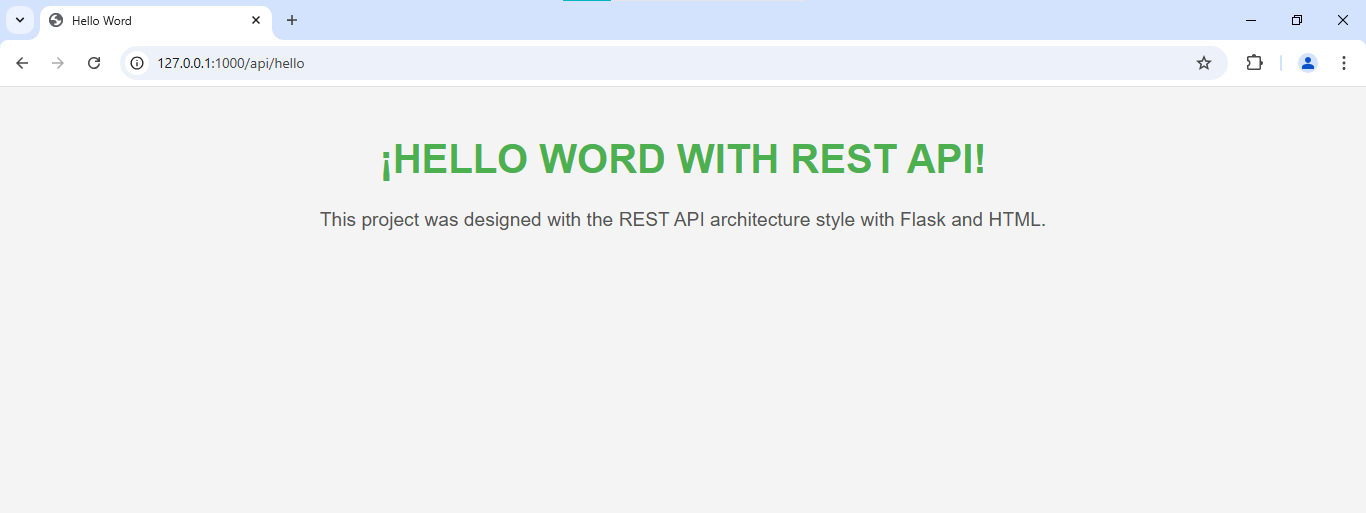 Hello Word
127.0.0.1:1000/api/hello
¡HELLO WORD WITH REST API!
This project was designed with the REST API architecture style with Flask and HTML.